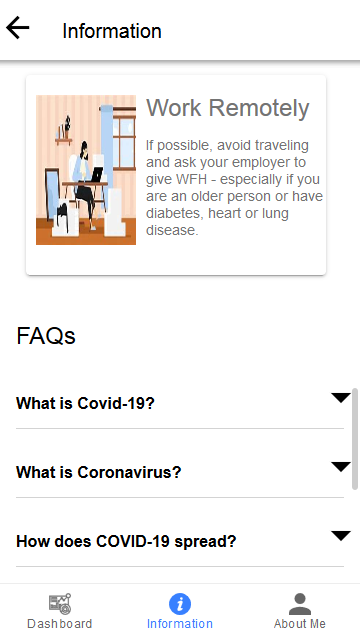 Information
Work Remotely
If possible, avoid traveling
and ask your employer to
give WFH - especially if you
are an older person or have
diabetes, heart or lung
disease.
FAQs
What is Covid-19?
What is Coronavirus?
How does COVID-19 spread?
Dashboard
Information
About Me